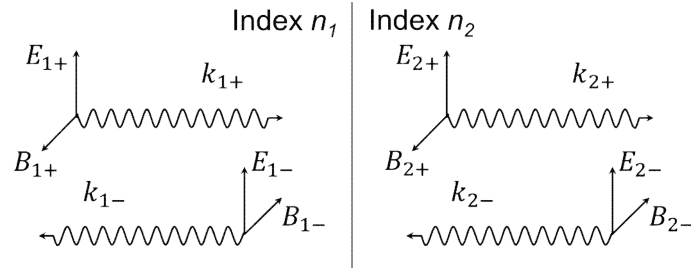 Index n₁
Index n₂
E₁₊
k₁₊
E₂₊
k₂₊
B₁₊
B₂₊
k₁₋
E₁₋
k₂₋
E₂₋
B₁₋
B₂₋